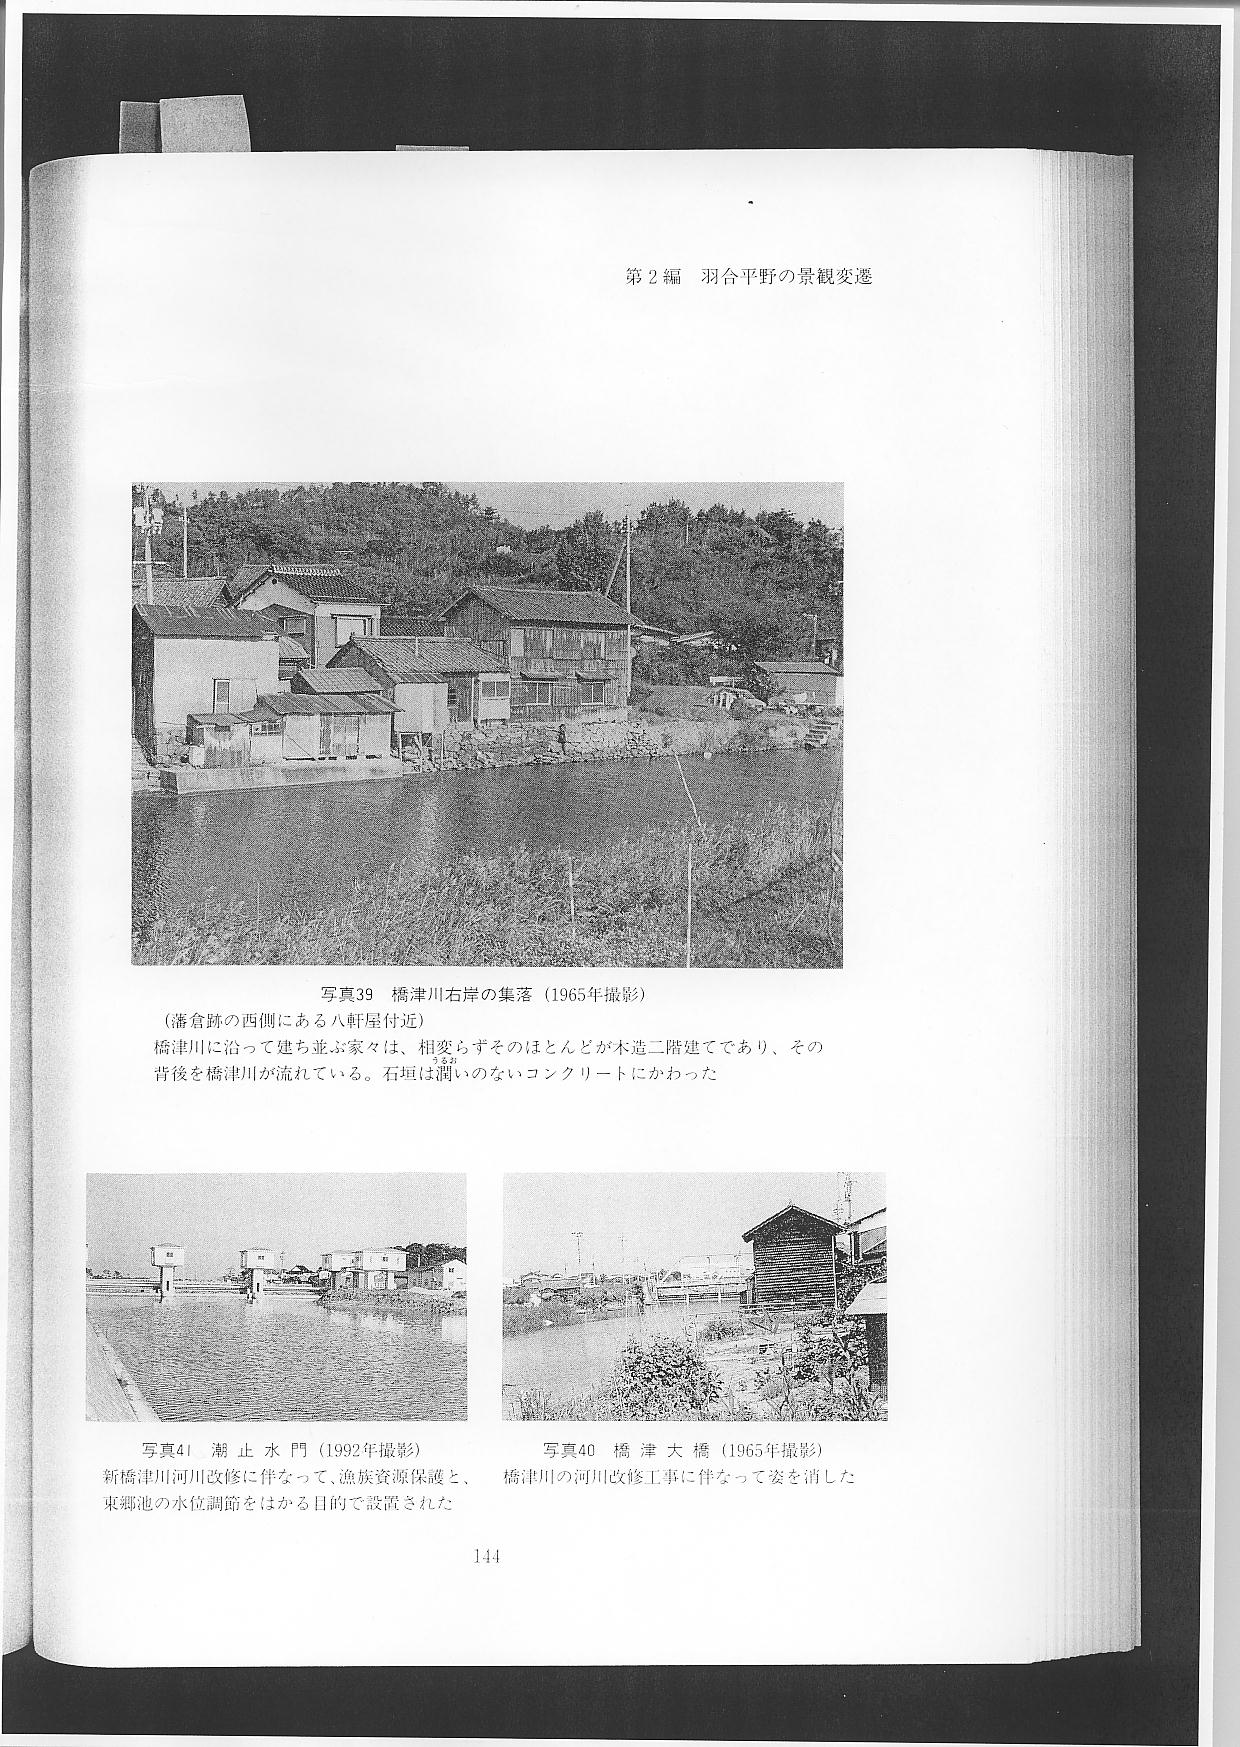 第2編　羽合平野の景観変遷
写真39　橋津川右岸の集落（1965年撮影）
（藩倉跡の西側にある八軒屋付近）
橋津川に沿って建ち並ぶ家々は、相変らずそのほとんどが木造二階建てであり、その
うるお
背後を橋津川が流れている。石垣は潤いのないコンクリートにかわった
写真41　潮止水門（1992年撮影）
新橋津川河川改修に伴なって、漁族資源保護と、
東郷池の水位調節をはかる目的で設置された
写真40　橋津大橋（1965年撮影）
橋津川の河川改修工事に伴なって姿を消した
144